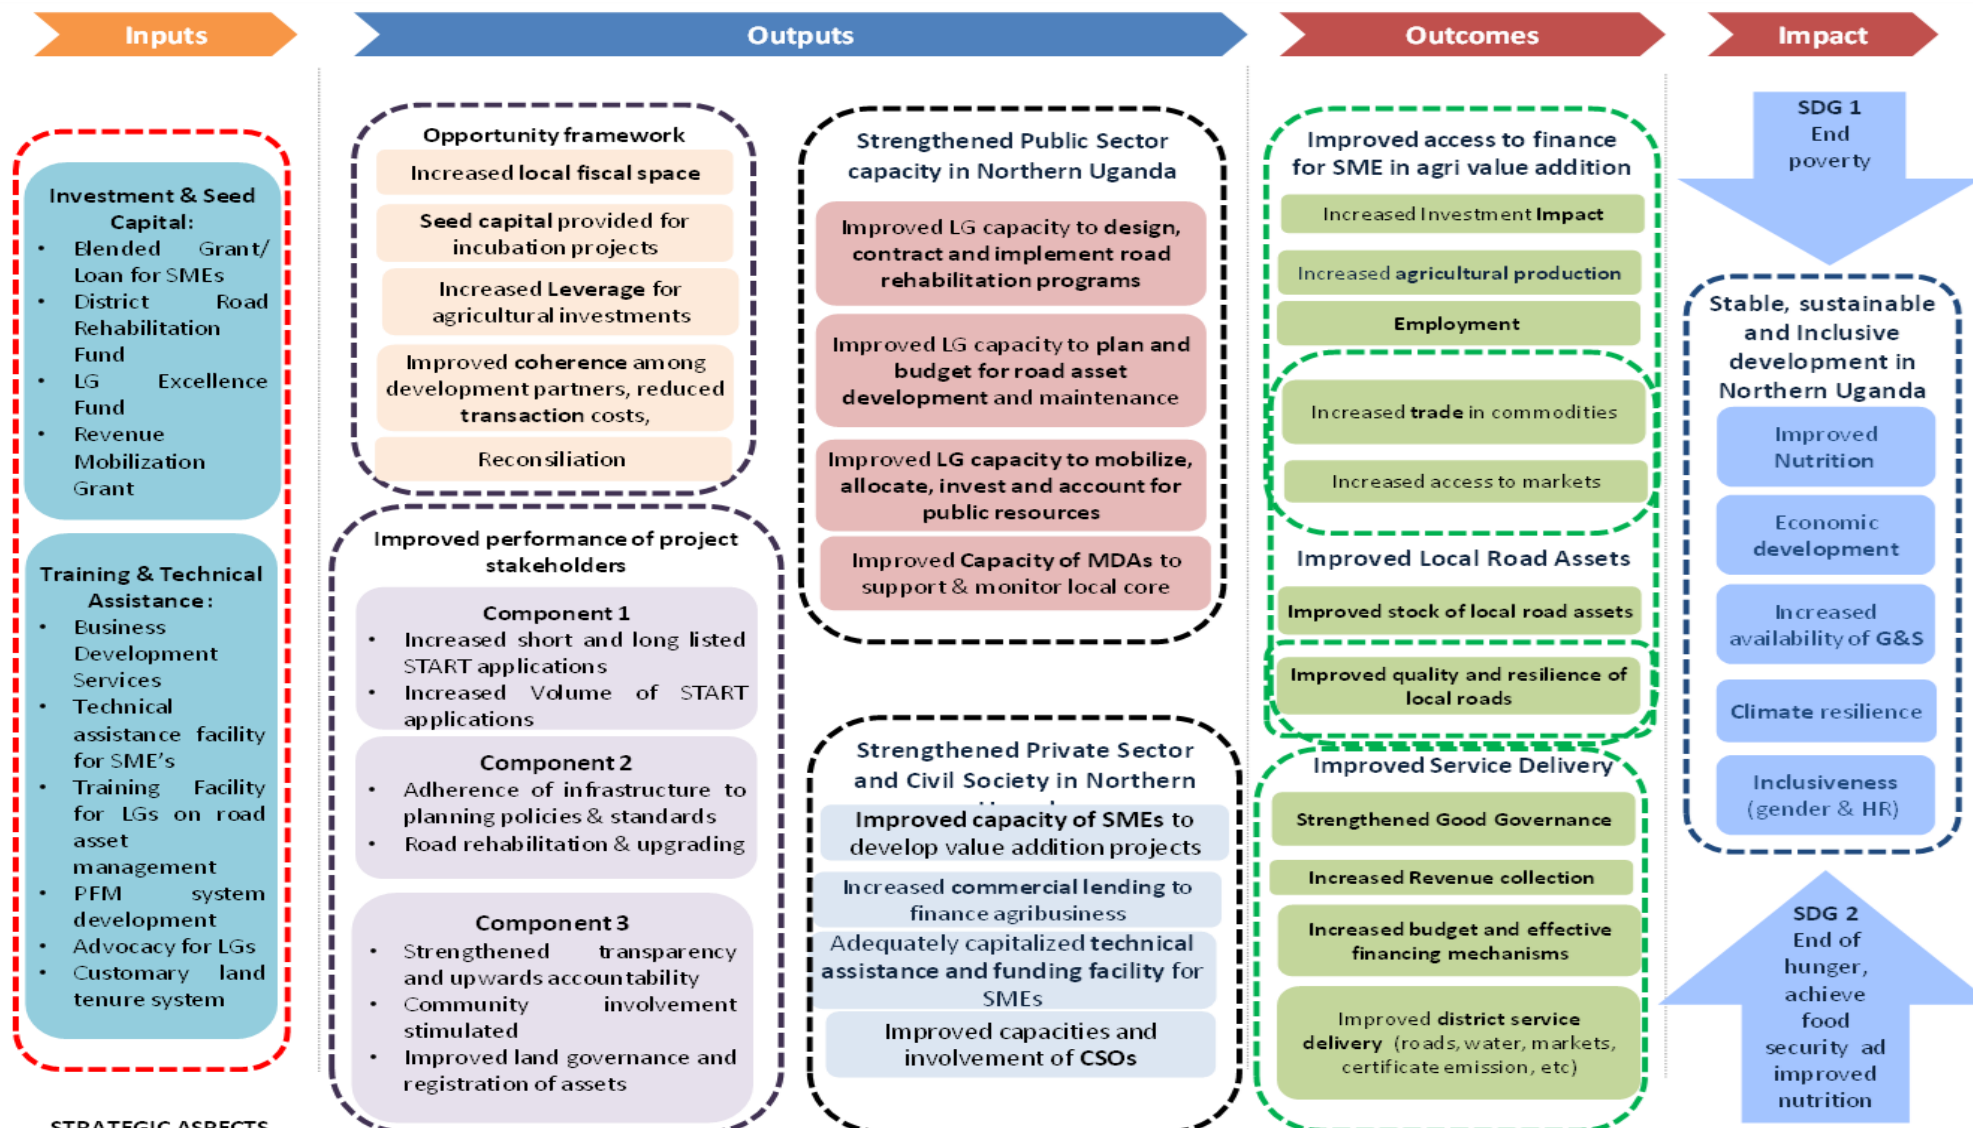 Inputs
Outputs
Outcomes
Impact
Investment & Seed
Capital:
• Blended Grant/
Loan for SMEs
• District Road
Rehabilitation
Fund
• LG Excellence
Fund
• Revenue
Mobilization
Grant
Training & Technical
Assistance:
• Business
Development
Services
• Technical
assistance facility
for SME's
• Training Facility
for LGs on road
asset
management
• PFM system
development
• Advocacy for LGs
• Customary land
tenure system
STRATEGIC ASPECTS
Opportunity framework
Increased local fiscal space
Seed capital provided for
incubation projects
Increased Leverage for
agricultural investments
Improved coherence among
development partners, reduced
transaction costs,
Reconsiliation
Improved performance of project
stakeholders
Component 1
• Increased short and long listed
START applications
• Increased Volume of START
applications
Component 2
• Adherence of infrastructure to
planning policies & standards
• Road rehabilitation & upgrading
Component 3
• Strengthened transparency
and upwards accountability
• Community involvement
stimulated
• Improved land governance and
registration of assets
Strengthened Public Sector
capacity in Northern Uganda
Improved LG capacity to design,
contract and implement road
rehabilitation programs
Improved LG capacity to plan and
budget for road asset
development and maintenance
Improved LG capacity to mobilize,
allocate, invest and account for
public resources
Improved Capacity of MDAs to
support & monitor local core
Strengthened Private Sector
and Civil Society in Northern
Improved capacity of SMEs to
develop value addition projects
Increased commercial lending to
finance agribusiness
Adequately capitalized technical
assistance and funding facility for
SMEs
Improved capacities and
involvement of CSOs
Improved access to finance
for SME in agri value addition
Increased Investment Impact
Increased agricultural production
Employment
Increased trade in commodities
Increased access to markets
Improved Local Road Assets
Improved stock of local road assets
Improved quality and resilience of
local roads
Improved Service Delivery
Strengthened Good Governance
Increased Revenue collection
Increased budget and effective
financing mechanisms
Improved district service
delivery (roads, water, markets,
certificate emission, etc)
SDG 1
End
poverty
Stable, sustainable
and Inclusive
development in
Northern Uganda
Improved
Nutrition
Economic
development
Increased
availability of G&S
Climate resilience
Inclusiveness
(gender & HR)
SDG 2
End of
hunger,
achieve
food
security ad
improved
nutrition